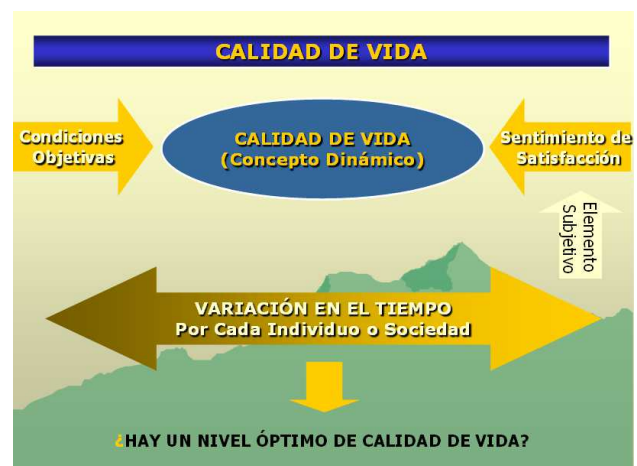 CALIDAD DE VIDA
Condiciones
Objetivas
CALIDAD DE VIDA
(Concepto Dinámico)
Sentimiento de
Satisfacción
Elemento
Subjetivo
VARIACIÓN EN EL TIEMPO
Por Cada Individuo o Sociedad
¿HAY UN NIVEL ÓPTIMO DE CALIDAD DE VIDA?